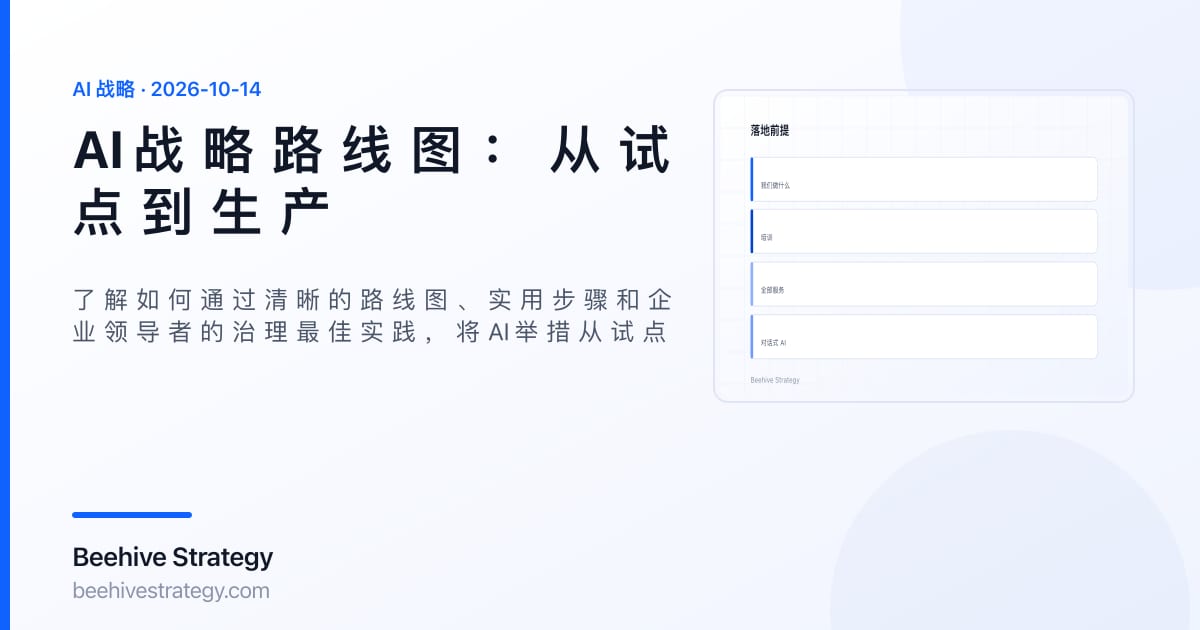 AI 战略 · 2026-10-14
AI战略路线图：从试
点到生产
了解如何通过清晰的路线图、实用步骤和企
业领导者的治理最佳实践，将AI举措从试点
落地前提
我们做什么
培训
全部服务
对话式 AI
Beehive Strategy
Beehive Strategy
beehivestrategy.com